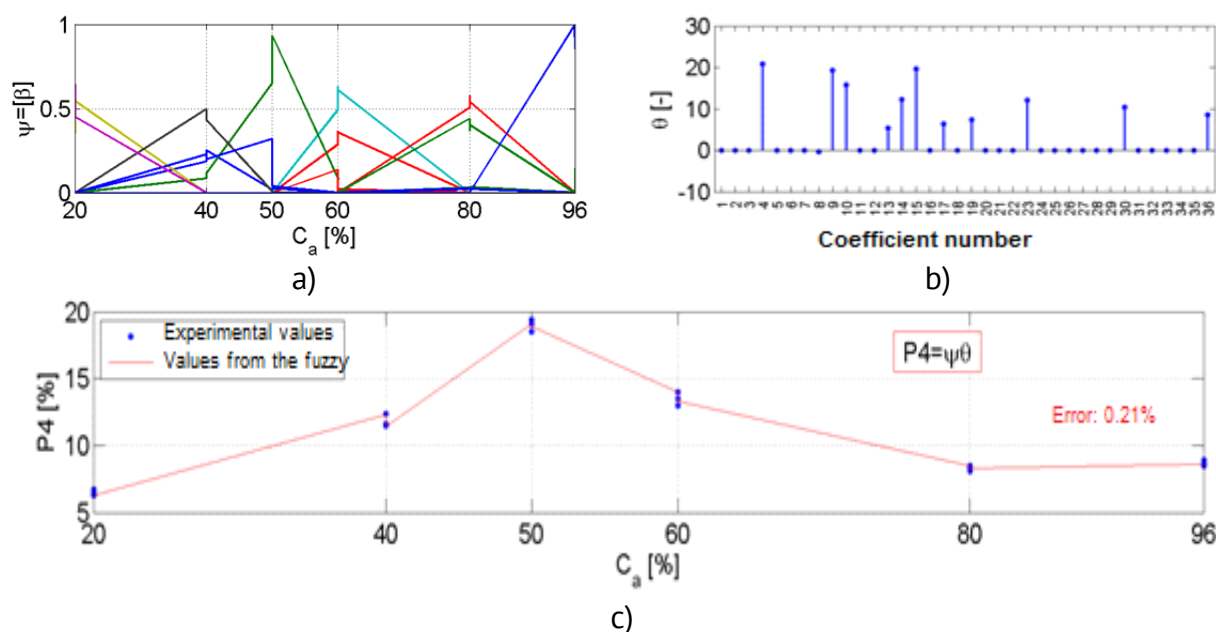 1
0.5
0
ψ=[β]
20 40 50 60 80 96
C_a [%]
a)
30
20
10
0
-10
θ [-]
1 2 3 4 5 6 7 8 9 10 11 12 13 14 15 16 17 18 19 20 21 22 23 24 25 26 27 28 29 30 31 32 33 34 35 36
Coefficient number
b)
20
15
10
5
P4 [%]
Experimental values
Values from the fuzzy
P4=ψθ
Error: 0.21%
20 40 50 60 80 96
C_a [%]
c)